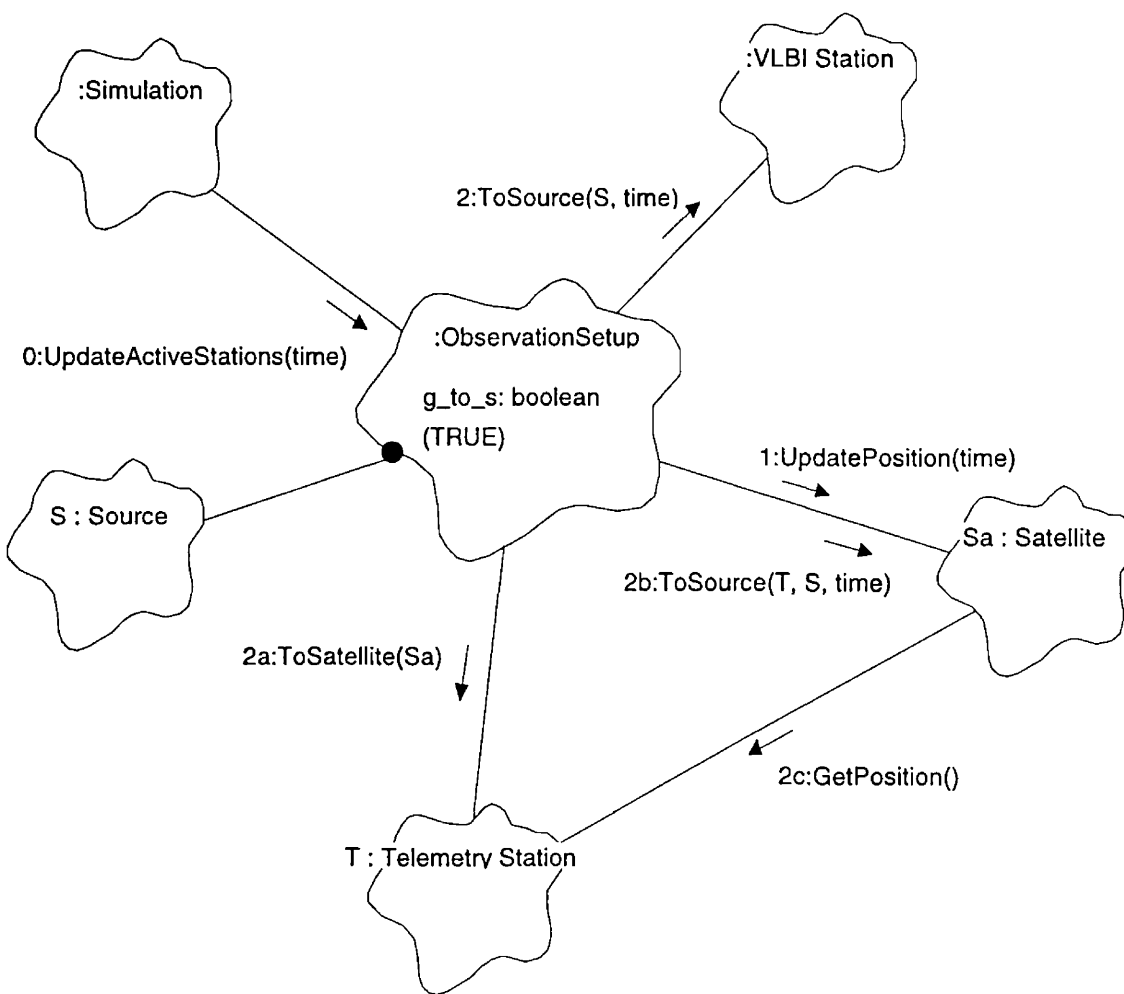 :Simulation
:VLBI Station
2:ToSource(S, time)
:ObservationSetup
0:UpdateActiveStations(time)
g_to_s: boolean
(TRUE)
1:UpdatePosition(time)
S : Source
Sa : Satellite
2b:ToSource(T, S, time)
2a:ToSatellite(Sa)
2c:GetPosition()
T : Telemetry Station